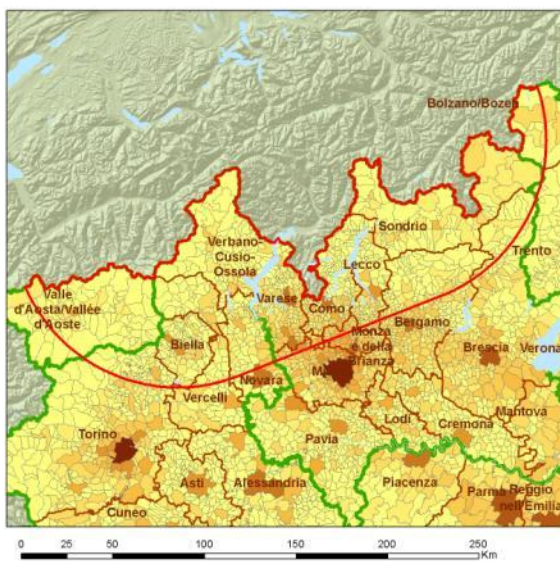 Bolzano/Bozen
Sondrio
Verbano-
Cusio-
Ossola
Trento
Lecco
Valle
d'Aosta/Vallée
d'Aoste
Varese
Como
Bergamo
Monza
e della
Brianza
Biella
Brescia
Verona
Novara
Vercelli
Mantova
Lodi
Cremona
Torino
Pavia
Asti
Alessandria
Piacenza
Parma
Reggio
nell'Emilia
Cuneo
0 25 50 100 150 200 250
Km